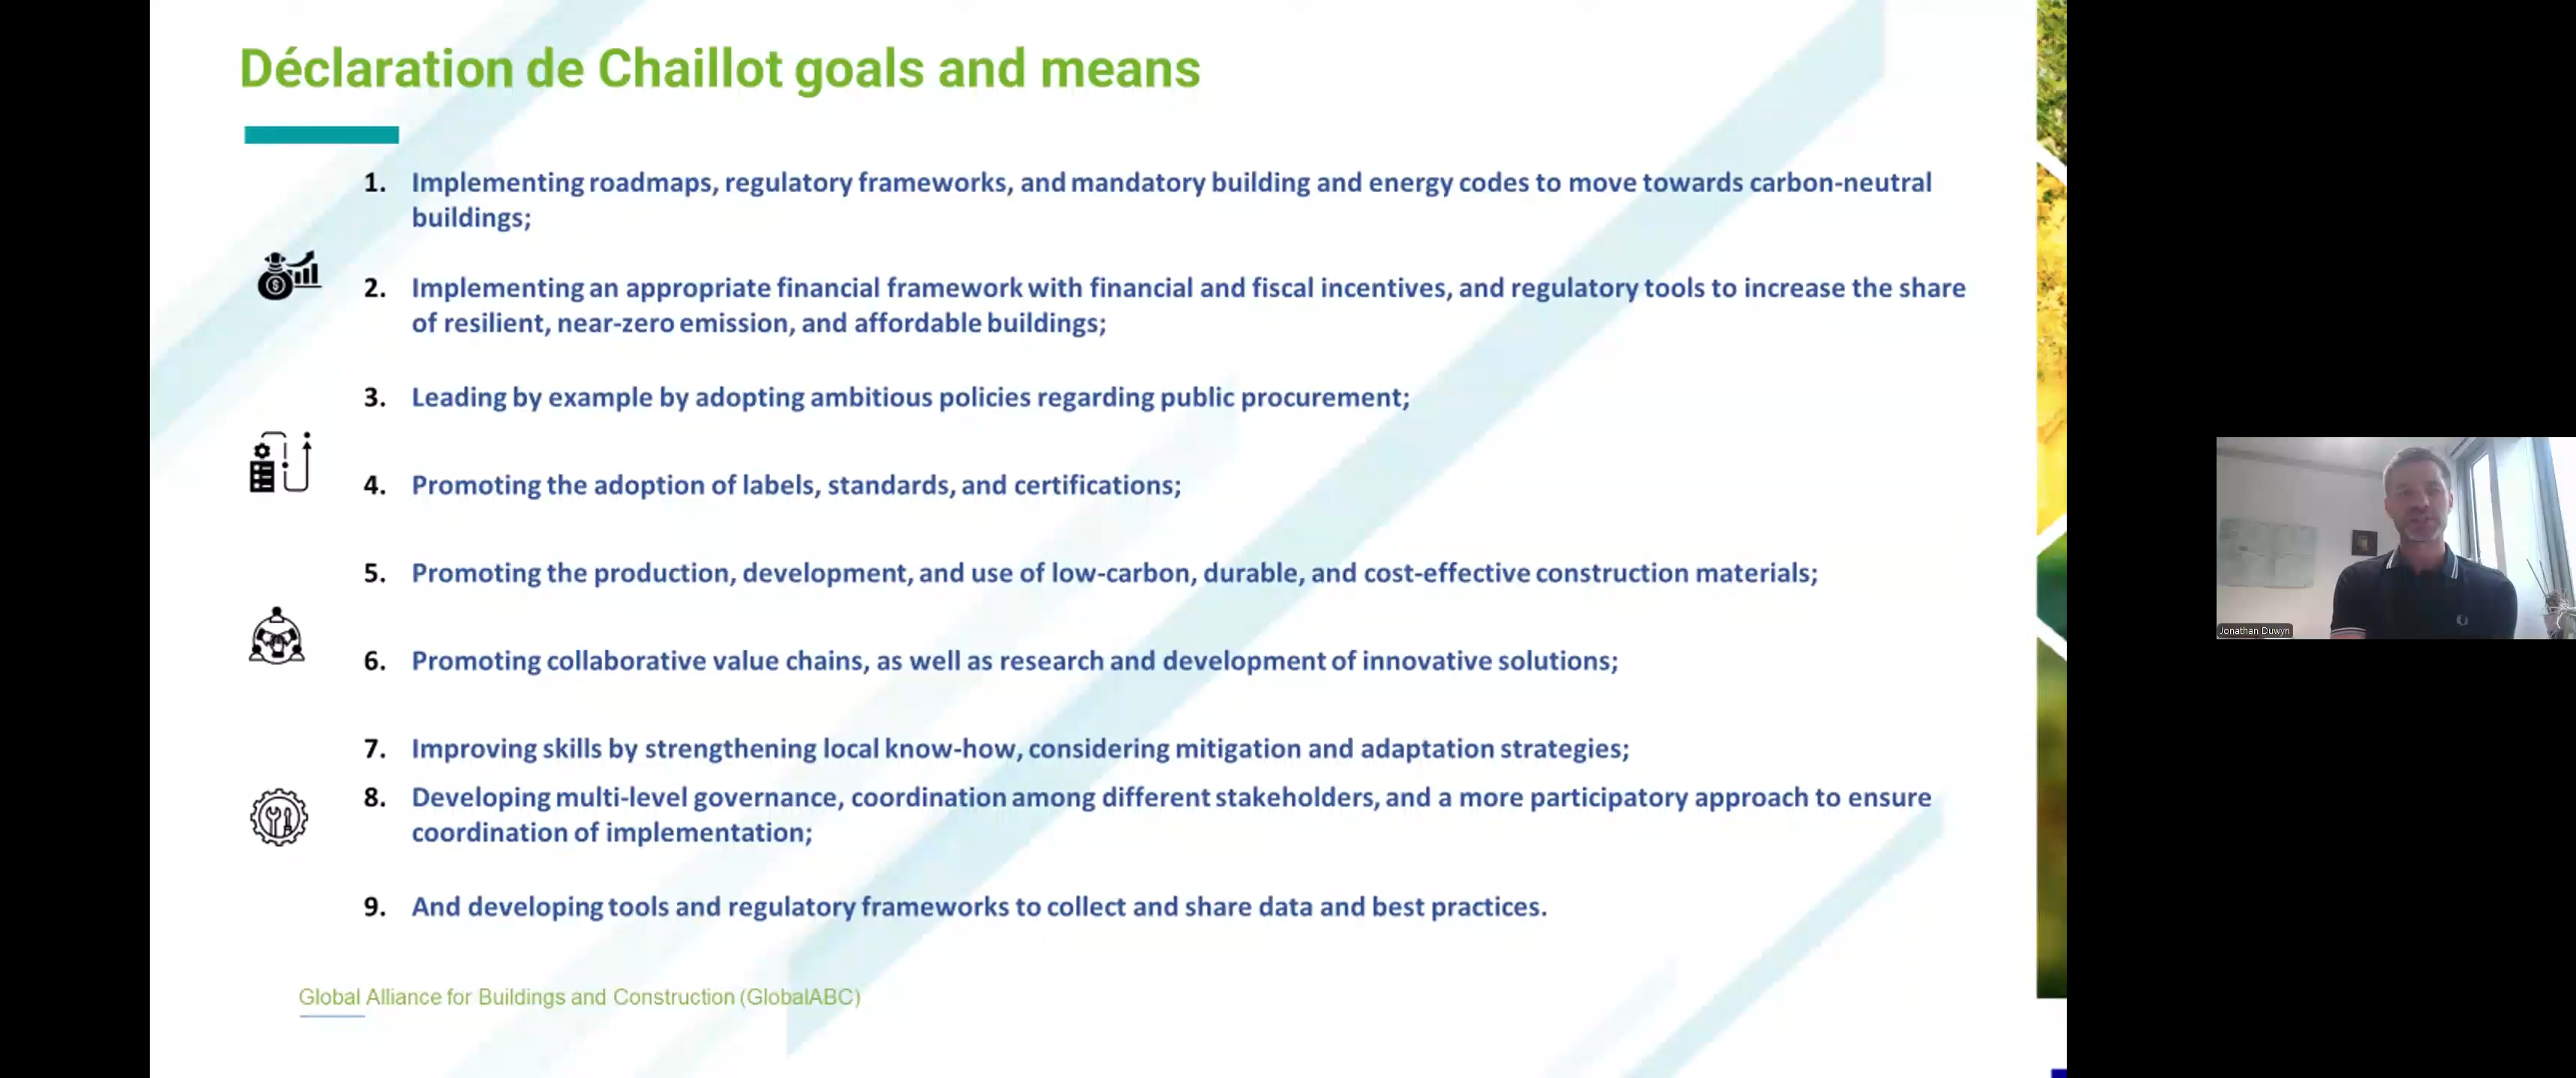 Déclaration de Chaillot goals and means
1. Implementing roadmaps, regulatory frameworks, and mandatory building and energy codes to move towards carbon-neutral
buildings;
2. Implementing an appropriate financial framework with financial and fiscal incentives, and regulatory tools to increase the share
of resilient, near-zero emission, and affordable buildings;
3. Leading by example by adopting ambitious policies regarding public procurement;
4. Promoting the adoption of labels, standards, and certifications;
5. Promoting the production, development, and use of low-carbon, durable, and cost-effective construction materials;
6. Promoting collaborative value chains, as well as research and development of innovative solutions;
7. Improving skills by strengthening local know-how, considering mitigation and adaptation strategies;
8. Developing multi-level governance, coordination among different stakeholders, and a more participatory approach to ensure
coordination of implementation;
9. And developing tools and regulatory frameworks to collect and share data and best practices.
Global Alliance for Buildings and Construction (GlobalABC)
Jonathan Duwyn